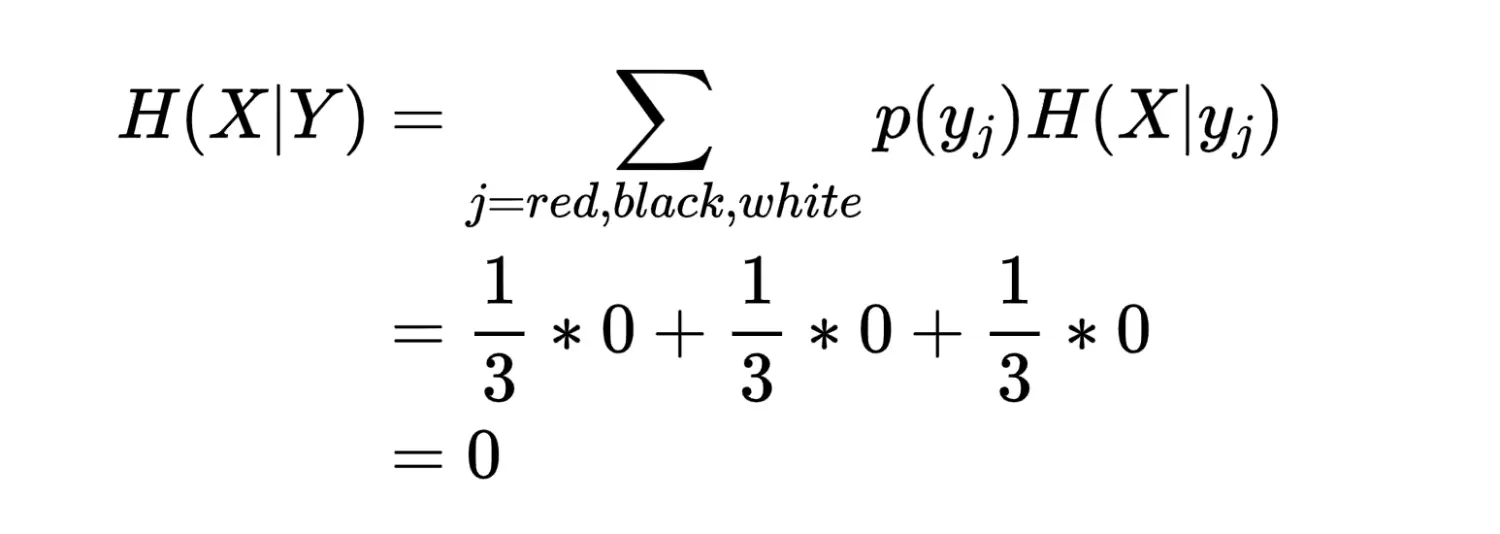 H(X|Y) = ∑ p(y_j)H(X|y_j)
j=red,black,white
= 1/3 * 0 + 1/3 * 0 + 1/3 * 0
= 0